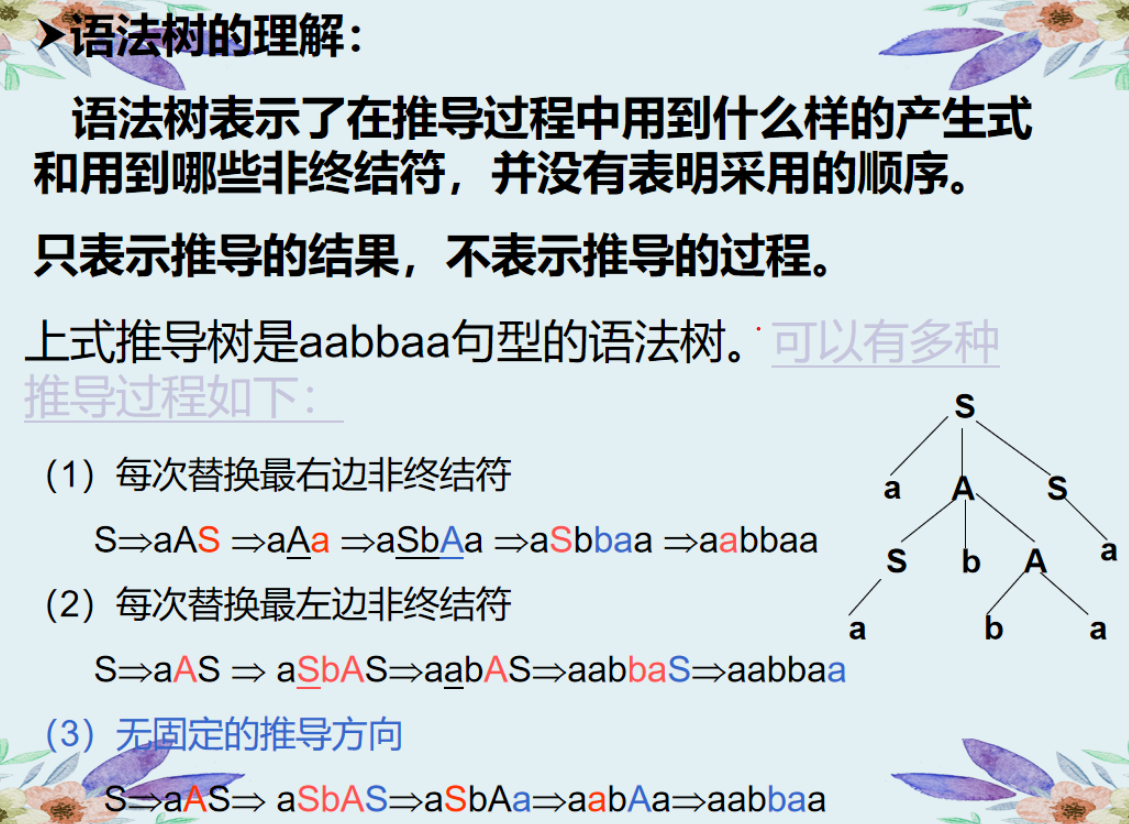 ➤语法树的理解：
语法树表示了在推导过程中用到什么样的产生式
和用到哪些非终结符，并没有表明采用的顺序。
只表示推导的结果，不表示推导的过程。
上式推导树是aabbaa句型的语法树。可以有多种
推导过程如下：
（1）每次替换最右边非终结符
S⇒aAS ⇒aAa ⇒aSbAa ⇒aSbbaa ⇒aabbaa
（2）每次替换最左边非终结符
S⇒aAS ⇒ aSbAS⇒aabAS⇒aabbaS⇒aabbaa
（3）无固定的推导方向
S⇒aAS⇒ aSbAS⇒aSbAa⇒aabAa⇒aabbaa
S
a A S
S b A a
a b a